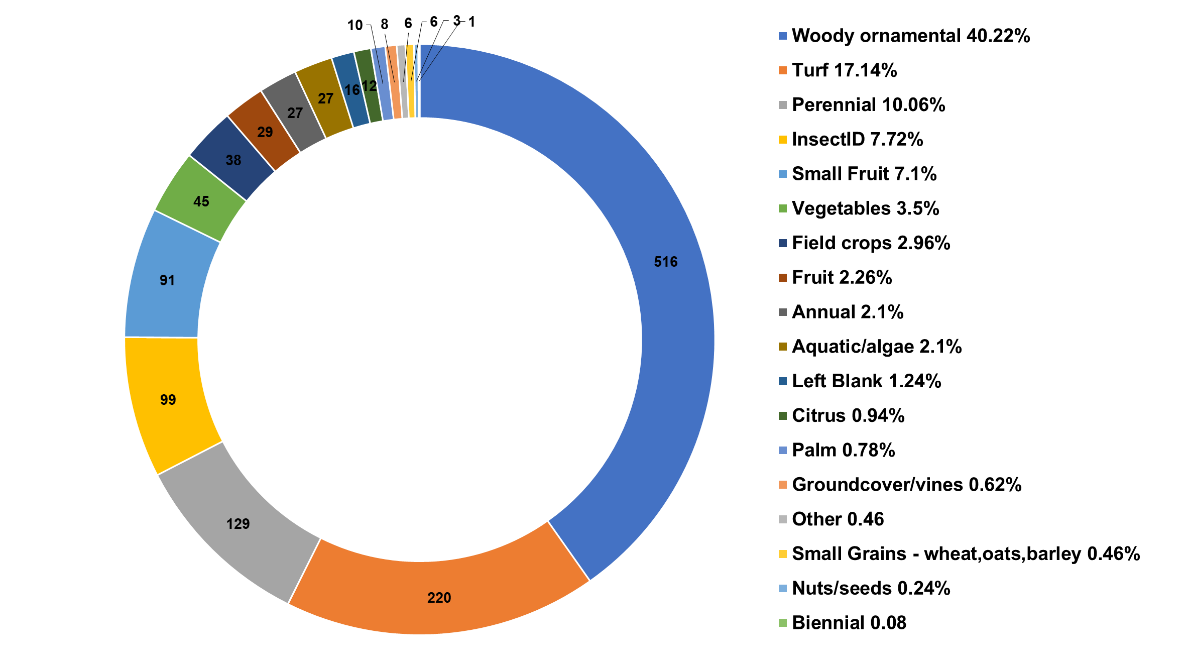 10 8 6 6 3 1
12
16
27
27
29
38
45
91
99
129
220
516
Woody ornamental 40.22%
Turf 17.14%
Perennial 10.06%
InsectID 7.72%
Small Fruit 7.1%
Vegetables 3.5%
Field crops 2.96%
Fruit 2.26%
Annual 2.1%
Aquatic/algae 2.1%
Left Blank 1.24%
Citrus 0.94%
Palm 0.78%
Groundcover/vines 0.62%
Other 0.46
Small Grains - wheat,oats,barley 0.46%
Nuts/seeds 0.24%
Biennial 0.08